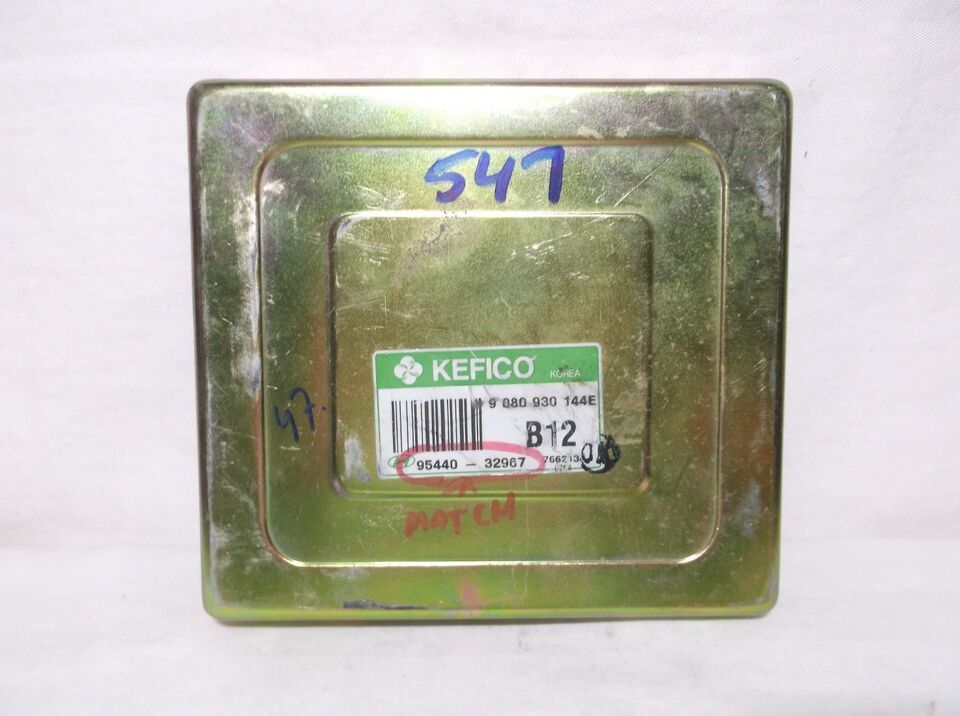 547
KEFICO KOREA
9 080 930 144E
47.
B12
95440 - 32967
MATCH